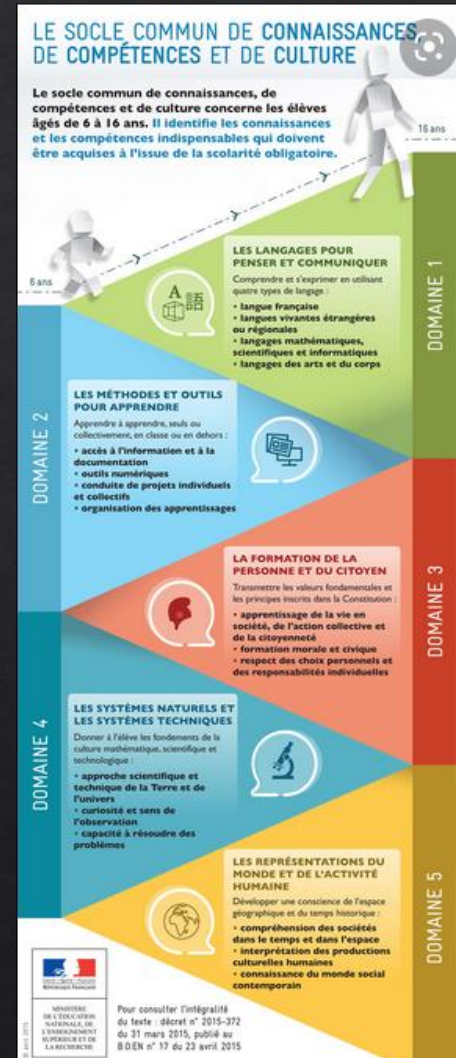 LE SOCLE COMMUN DE CONNAISSANCES,
DE COMPÉTENCES ET DE CULTURE
Le socle commun de connaissances, de
compétences et de culture concerne les élèves
âgés de 6 à 16 ans. Il identifie les connaissances
et les compétences indispensables qui doivent
être acquises à l'issue de la scolarité obligatoire.
16 ans
6 ans
DOMAINE 1
LES LANGAGES POUR
PENSER ET COMMUNIQUER
Comprendre et s'exprimer en utilisant
quatre types de langage :
• langue française
• langues vivantes étrangères
ou régionales
• langages mathématiques,
scientifiques et informatiques
• langages des arts et du corps
A
DOMAINE 2
LES MÉTHODES ET OUTILS
POUR APPRENDRE
Apprendre à apprendre, seuls ou
collectivement, en classe ou en dehors :
• accès à l'information et à la
documentation
• outils numériques
• conduite de projets individuels
et collectifs
• organisation des apprentissages
DOMAINE 3
LA FORMATION DE LA
PERSONNE ET DU CITOYEN
Transmettre les valeurs fondamentales et
les principes inscrits dans la Constitution :
• apprentissage de la vie en
société, de l'action collective et
de la citoyenneté
• formation morale et civique
• respect des choix personnels et
des responsabilités individuelles
DOMAINE 4
LES SYSTÈMES NATURELS ET
LES SYSTÈMES TECHNIQUES
Donner à l'élève les fondements de la
culture mathématique, scientifique et
technologique :
• approche scientifique et
technique de la Terre et de
l'univers
• curiosité et sens de
l'observation
• capacité à résoudre des
problèmes
DOMAINE 5
LES REPRÉSENTATIONS DU
MONDE ET DE L'ACTIVITÉ
HUMAINE
Développer une conscience de l'espace
géographique et du temps historique :
• compréhension des sociétés
dans le temps et dans l'espace
• interprétation des productions
culturelles humaines
• connaissance du monde social
contemporain
MINISTÈRE
DE L'ÉDUCATION
NATIONALE, DE
L'ENSEIGNEMENT
SUPÉRIEUR ET DE
LA RECHERCHE
Pour consulter l'intégralité
du texte : décret n° 2015-372
du 31 mars 2015, publié au
B.O.EN n° 17 du 23 avril 2015